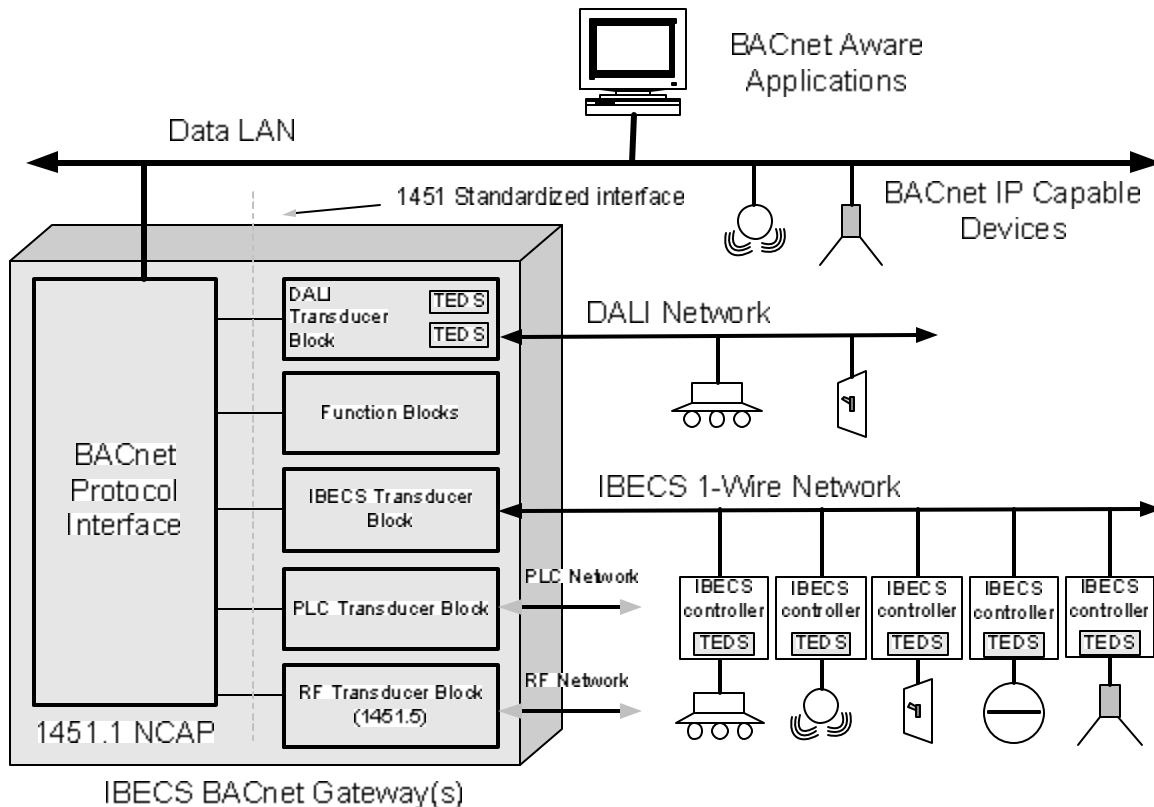 BACnet Aware
Applications
Data LAN
1451 Standardized interface
BACnet IP Capable
Devices
DALI
Transducer
Block
TEDS
TEDS
DALI Network
Function Blocks
BACnet
Protocol
Interface
IBECS Transducer
Block
IBECS 1-Wire Network
PLC Transducer Block
PLC Network
IBECS
controller
TEDS
IBECS
controller
TEDS
IBECS
controller
TEDS
IBECS
controller
TEDS
IBECS
controller
TEDS
RF Transducer Block
(1451.5)
RF Network
1451.1 NCAP
IBECS BACnet Gateway(s)